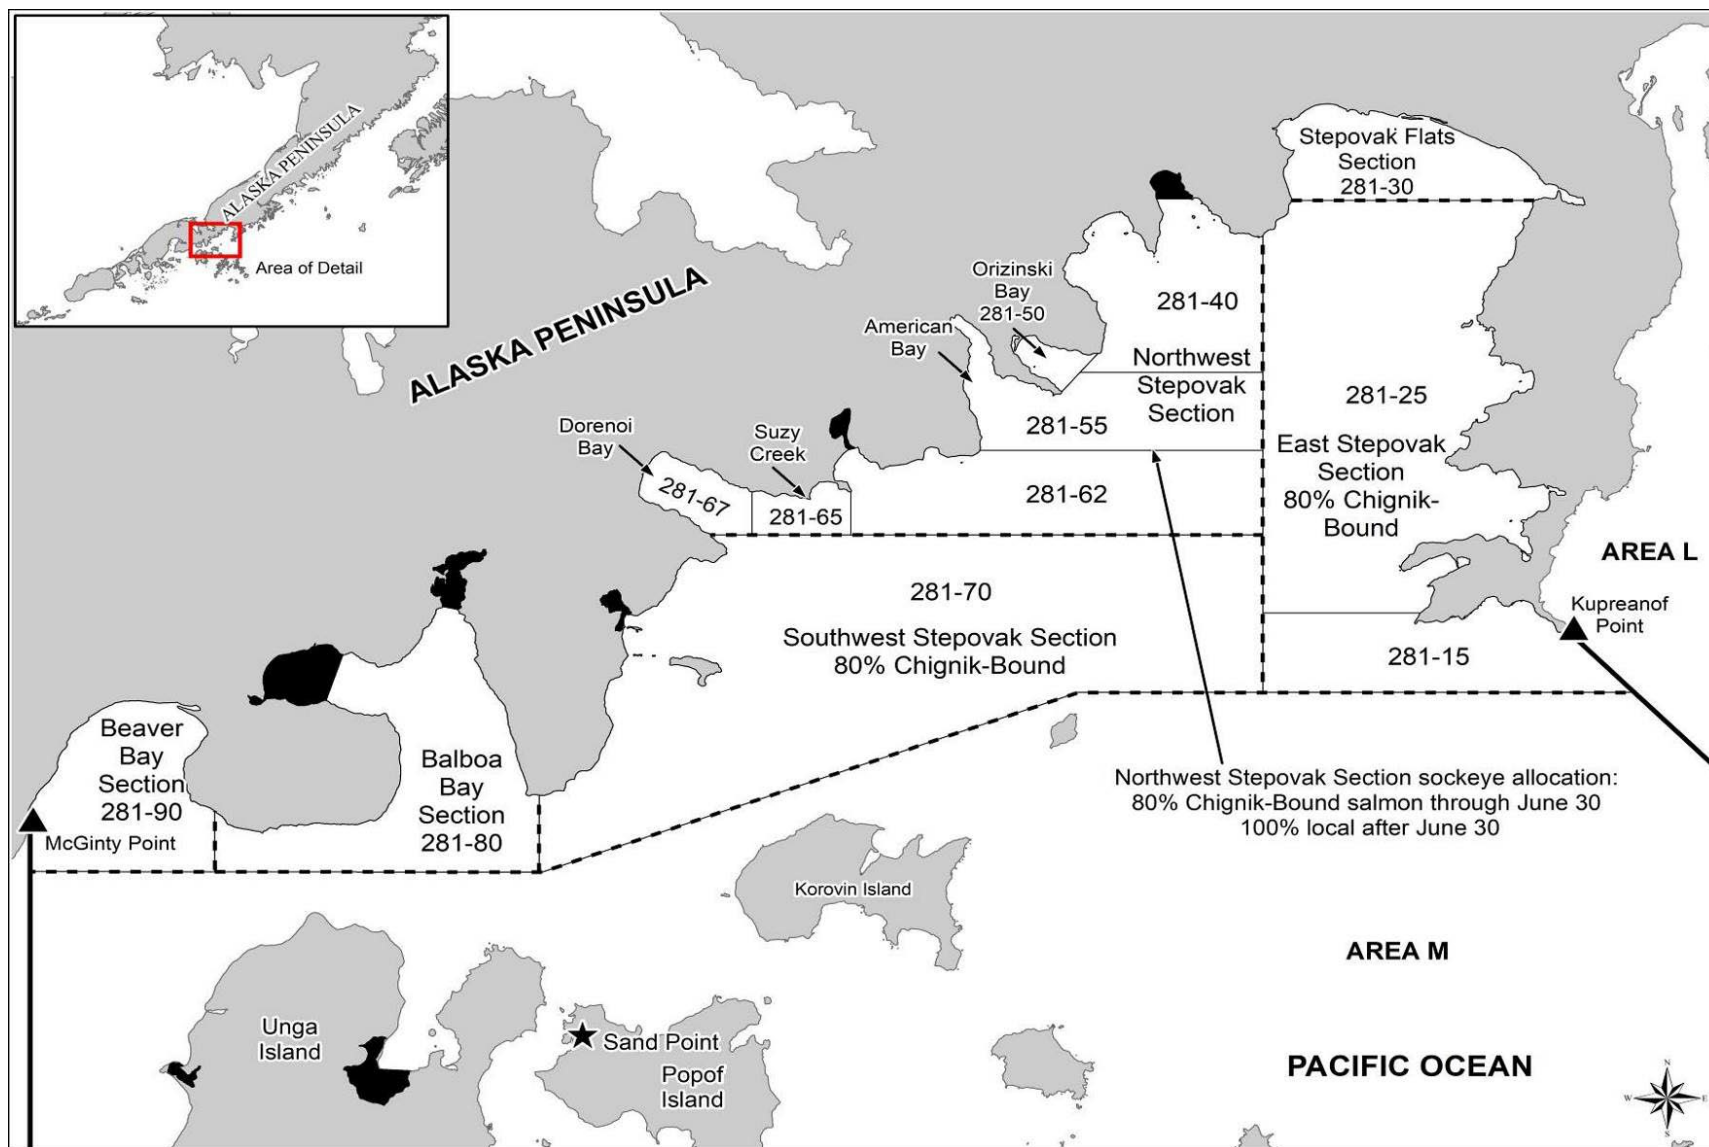 ALASKA PENINSULA
Area of Detail
ALASKA PENINSULA
Stepovak Flats
Section
281-30
Orizinski
Bay
281-50
281-40
American
Bay
Northwest
Stepovak
Section
281-55
281-25
East Stepovak
Section
80% Chignik-
Bound
Dorenoi
Bay
281-67
Suzy
Creek
281-65
281-62
AREA L
Kupreanof
Point
281-70
Southwest Stepovak Section
80% Chignik-Bound
281-15
Beaver
Bay
Section
281-90
McGinty Point
Balboa
Bay
Section
281-80
Northwest Stepovak Section sockeye allocation:
80% Chignik-Bound salmon through June 30
100% local after June 30
Korovin Island
AREA M
Unga
Island
Sand Point
Popof
Island
PACIFIC OCEAN
N
W
E
S